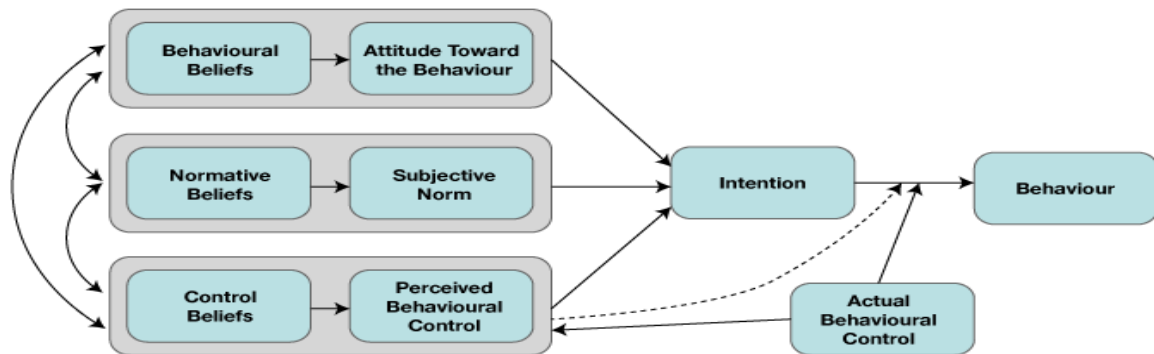 Behavioural
Beliefs
Attitude Toward
the Behaviour
Normative
Beliefs
Subjective
Norm
Intention
Behaviour
Control
Beliefs
Perceived
Behavioural
Control
Actual
Behavioural
Control